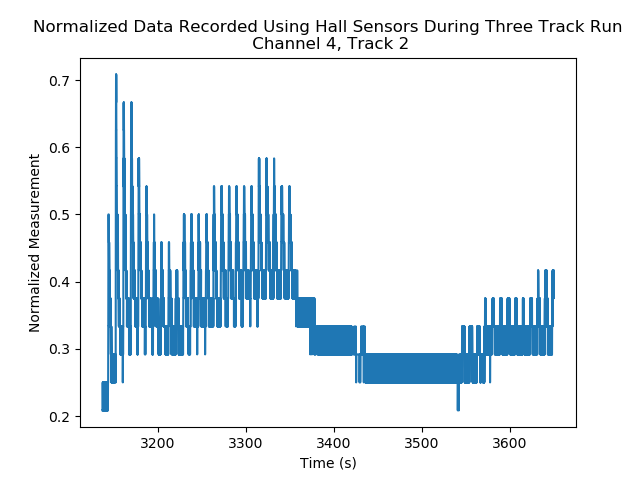 Normalized Data Recorded Using Hall Sensors During Three Track Run
Channel 4, Track 2
0.7
0.6
0.5
0.4
0.3
0.2
Normalized Measurement
3200 3300 3400 3500 3600
Time (s)